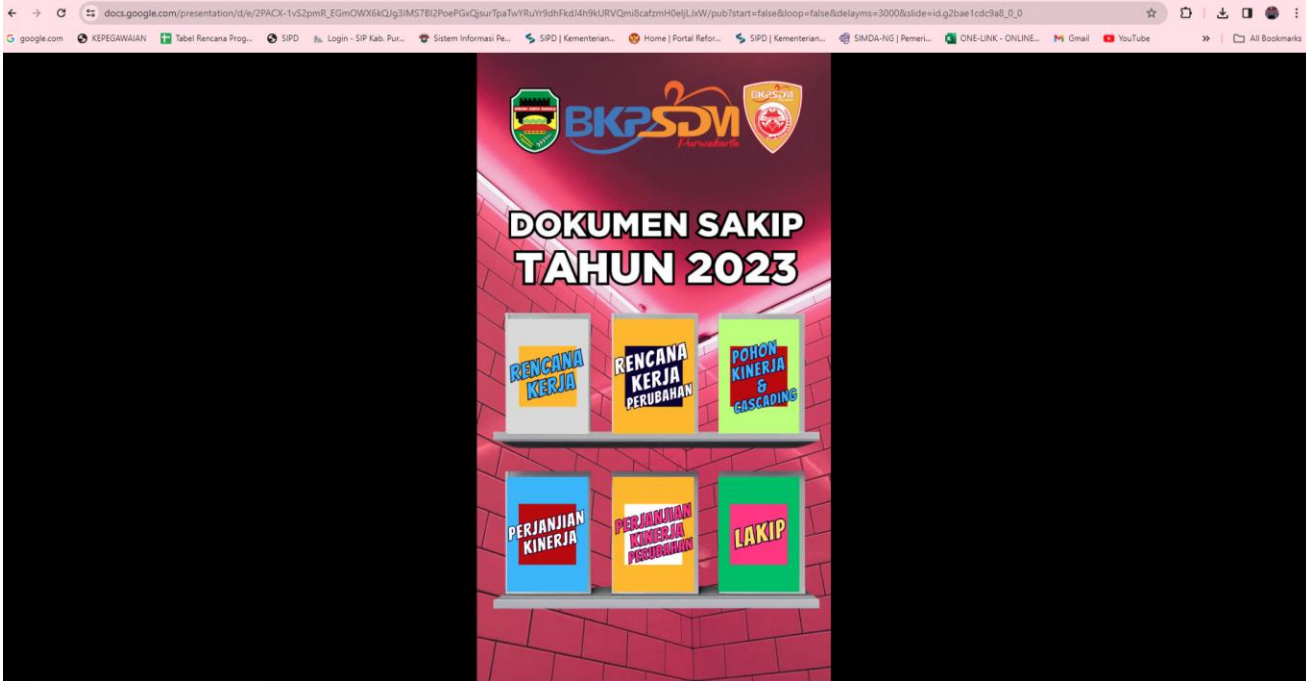 docs.google.com/presentation/d/e/2PACX-1vS2pmR_EGmOWX6kQJg3IMS7BI2PoePGxQjsurTpaTwYRuYr9dhFkdJ4h9kURVQmi8cafzmH0eljLIxW/pub?start=false&loop=false&delayms=3000&slide=id.g2bae1cdc9a8_0_0
google.com KEPEGAWAIAN Tabel Rencana Prog... SIPD Login - SIP Kab. Pur... Sistem Informasi Pe... SIPD | Kementerian... Home | Portal Refor... SIPD | Kementerian... SIMDA-NG | Pemeri... ONE-LINK - ONLINE... Gmail YouTube » All Bookmarks
BKPSDM
Purwakarta
BKPSDM
DOKUMEN SAKIP
TAHUN 2023
RENCANA
KERJA
RENCANA
KERJA
PERUBAHAN
POHON
KINERJA
&
CASCADING
PERJANJIAN
KINERJA
PERJANJIAN
KINERJA
PERUBAHAN
LAKIP